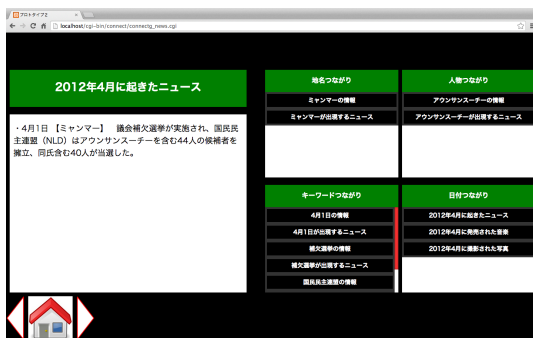 プロトタイプ2
localhost/cgi-bin/connect/connectg_news.cgi
2012年4月に起きたニュース
・4月1日 【ミャンマー】 議会補欠選挙が実施され、国民民
主連盟（NLD）はアウンサンスーチーを含む44人の候補者を
擁立、同氏含む40人が当選した。
地名つながり
ミャンマーの情報
ミャンマーが出現するニュース
人物つながり
アウンサンスーチーの情報
アウンサンスーチーが出現するニュース
キーワードつながり
4月1日の情報
4月1日が出現するニュース
補欠選挙の情報
補欠選挙が出現するニュース
国民民主連盟の情報
日付つながり
2012年4月に起きたニュース
2012年4月に発売された音楽
2012年4月に撮影された写真